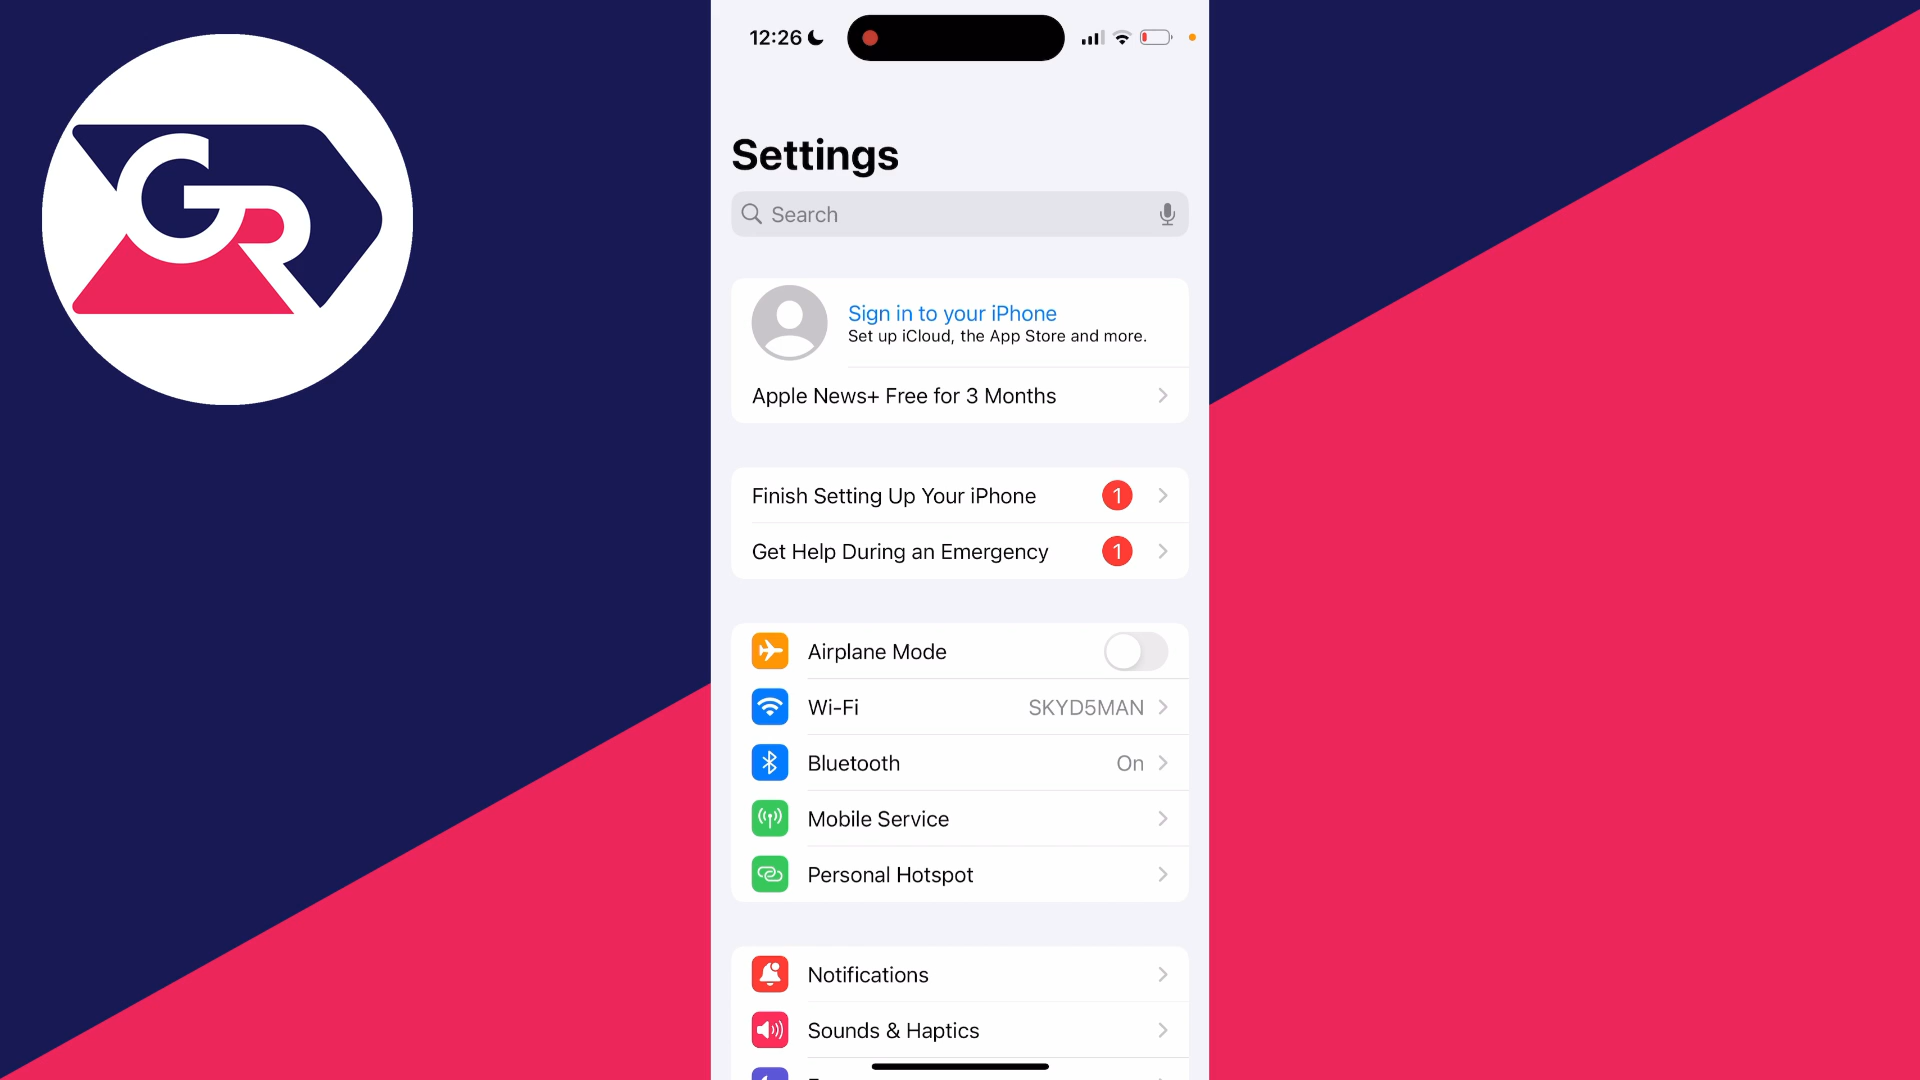 GR
12:26
Settings
Search
Sign in to your iPhone
Set up iCloud, the App Store and more.
Apple News+ Free for 3 Months
Finish Setting Up Your iPhone 1
Get Help During an Emergency 1
Airplane Mode
Wi-Fi SKYD5MAN
Bluetooth On
Mobile Service
Personal Hotspot
Notifications
Sounds & Haptics